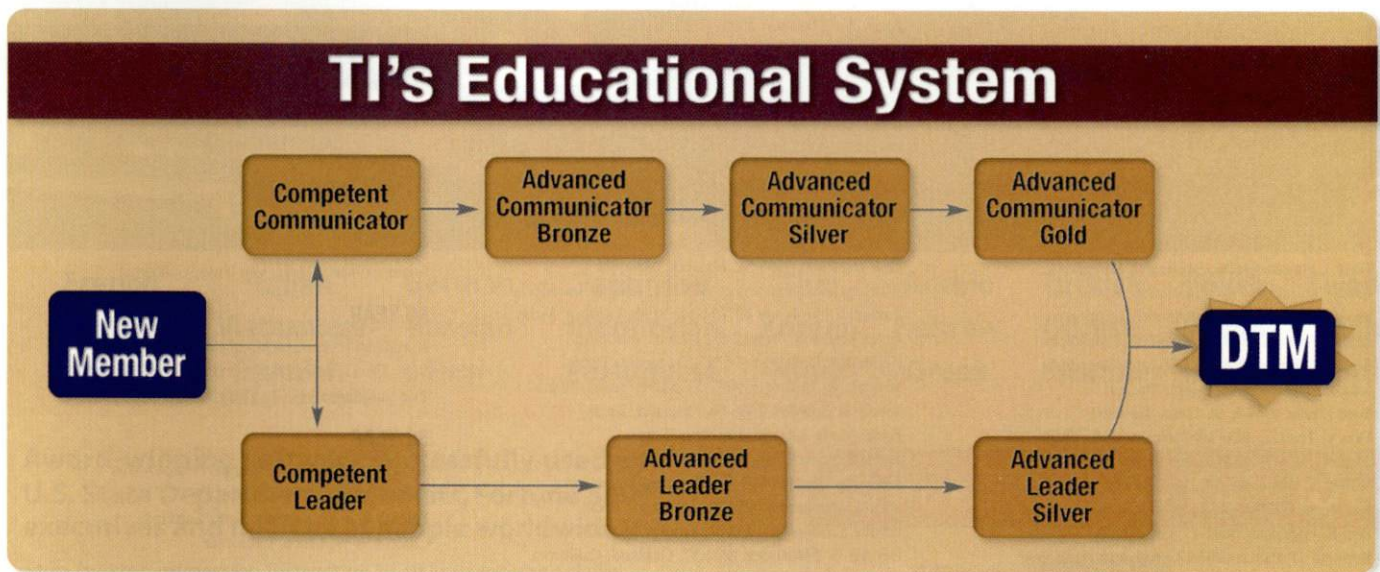 TI's Educational System
Competent
Communicator
Advanced
Communicator
Bronze
Advanced
Communicator
Silver
Advanced
Communicator
Gold
New
Member
DTM
Competent
Leader
Advanced
Leader
Bronze
Advanced
Leader
Silver